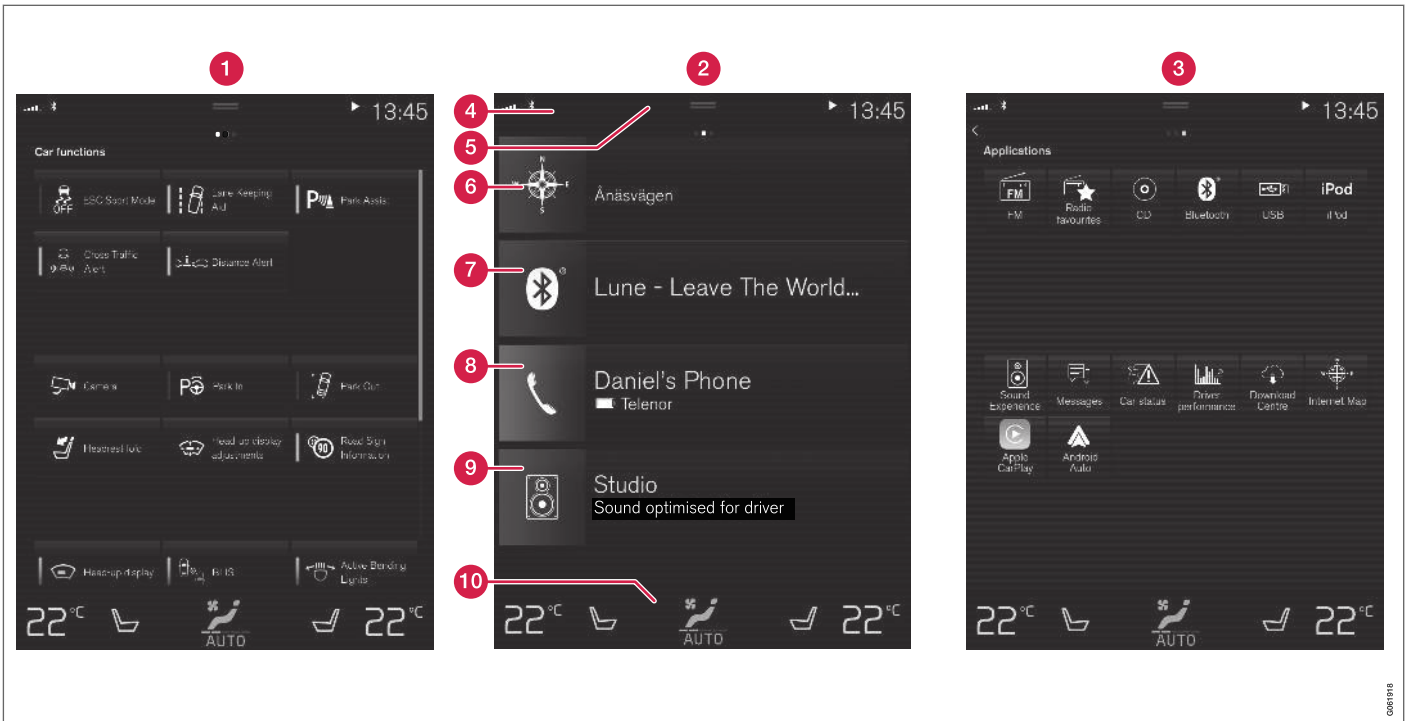 1
2
3
13:45
Car functions
OFF
ESC Sport Mode
Lane Keeping
Aid
Park Assist
Cross Traffic
Alert
Distance Alert
Camera
Park In
Park Out
Headrest fold
Head-up display
adjustments
90
Road Sign
Information
Head-up display
BLIS
Active Bending
Lights
22°C
AUTO
22°C
4
5
6
7
8
9
10
13:45
N
E
S
Ånäsvägen
Lune - Leave The World...
Daniel's Phone
Telenor
Studio
Sound optimised for driver
22°C
AUTO
22°C
13:45
Applications
FM
FM
Radio
favourites
CD
Bluetooth
USB
iPod
iPod
Sound
Experience
Messages
Car status
Driver
performance
Download
Centre
Internet Map
Apple
CarPlay
Android
Auto
22°C
AUTO
22°C
G061918